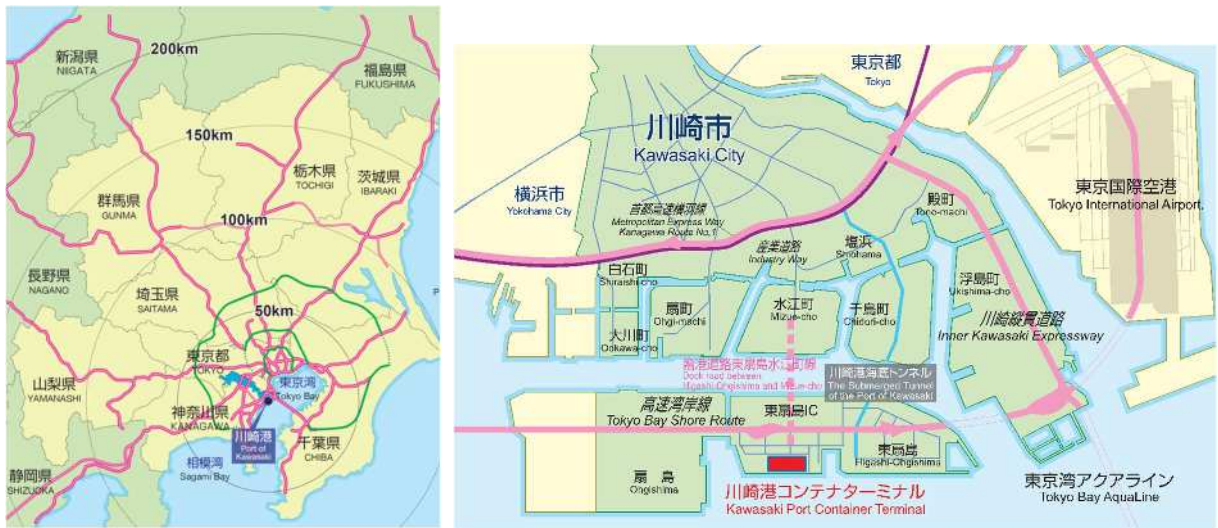 200km
新潟県
NIIGATA
福島県
FUKUSHIMA
150km
栃木県
TOCHIGI
茨城県
IBARAKI
群馬県
GUNMA
100km
長野県
NAGANO
埼玉県
SAITAMA
50km
東京都
TOKYO
東京湾
Tokyo Bay
山梨県
YAMANASHI
神奈川県
KANAGAWA
川崎港
Port of
Kawasaki
千葉県
CHIBA
相模湾
Sagami Bay
静岡県
SHIZUOKA
東京都
Tokyo
川崎市
Kawasaki City
横浜市
Yokohama City
首都高速横羽線
Metropolitan Express Way
Kanagawa Route No.1
殿町
Tono-machi
東京国際空港
Tokyo International Airport
産業道路
Industry Way
塩浜
Shiohama
白石町
Shiraishi-cho
扇町
Ohgi-machi
水江町
Mizue-cho
千鳥町
Chidori-cho
浮島町
Ukishima-cho
大川町
Ookawa-cho
川崎縦貫道路
Inner Kawasaki Expressway
臨港道路東扇島水江町線
Dock road between
Higashi-Ohgishima and Mizue-cho
川崎港海底トンネル
The Submerged Tunnel
of the Port of Kawasaki
高速湾岸線
Tokyo Bay Shore Route
東扇島IC
東扇島
Higashi-Ohgishima
扇島
Ohgishima
川崎港コンテナターミナル
Kawasaki Port Container Terminal
東京湾アクアライン
Tokyo Bay AquaLine